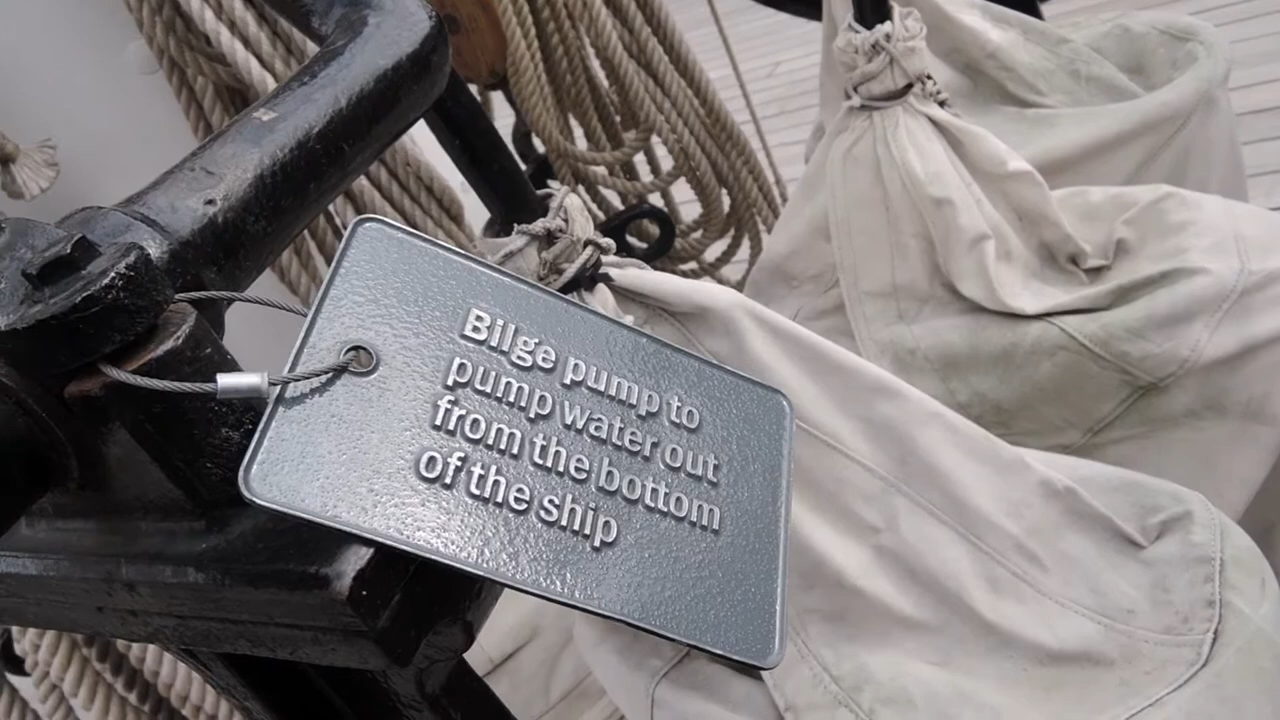 Bilge pump to
pump water out
from the bottom
of the ship